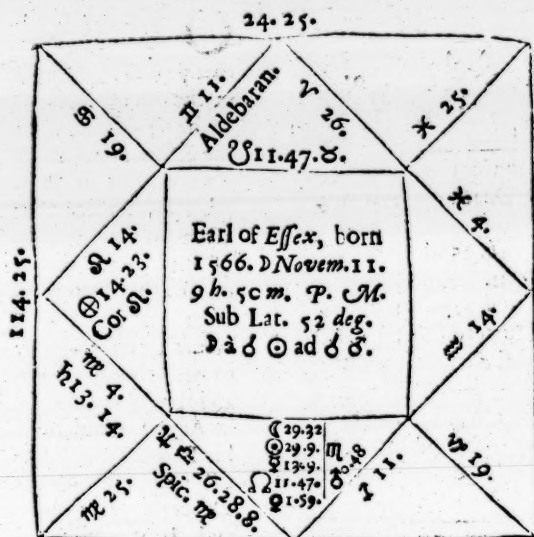 24. 25.
♊ 11.
Aldebaran.
♈ 26.
☋ 11. 47. ♉.
♋ 19.
♓ 25.
♓ 4.
♌ 14.
⊕ 14. 23.
Cor ♌.
114. 25.
Earl of Essex, born
1566. ☽ Novem. 11.
9 h. 50 m. P. M.
Sub Lat. 52 deg.
☽ à ☌ ☉ ad ☌ ♂.
♒ 14.
♍ 4.
♄ 13. 14.
♍ 25.
♃ ♎ 26. 28. 8.
Spic. ♍
☾ 29. 32
☉ 29. 9.
☿ 13. 9.
☊ 11. 47.
♀ 1. 59.
♏
♂ 0. 48
♐ 11.
♑ 19.